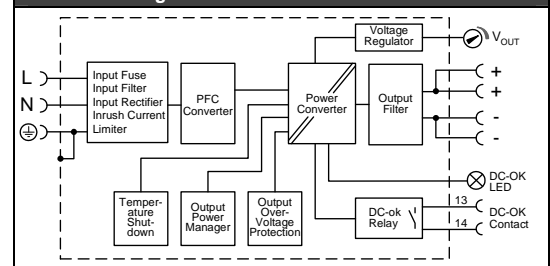 Voltage
Regulator
VOUT
L
N
Input Fuse
Input Filter
Input Rectifier
Inrush Current
Limiter
PFC
Converter
Power
Converter
Output
Filter
+
+
-
-
DC-OK
LED
Temper-
ature
Shut-
down
Output
Power
Manager
Output
Over-
Voltage
Protection
DC-ok
Relay
13
14
DC-OK
Contact